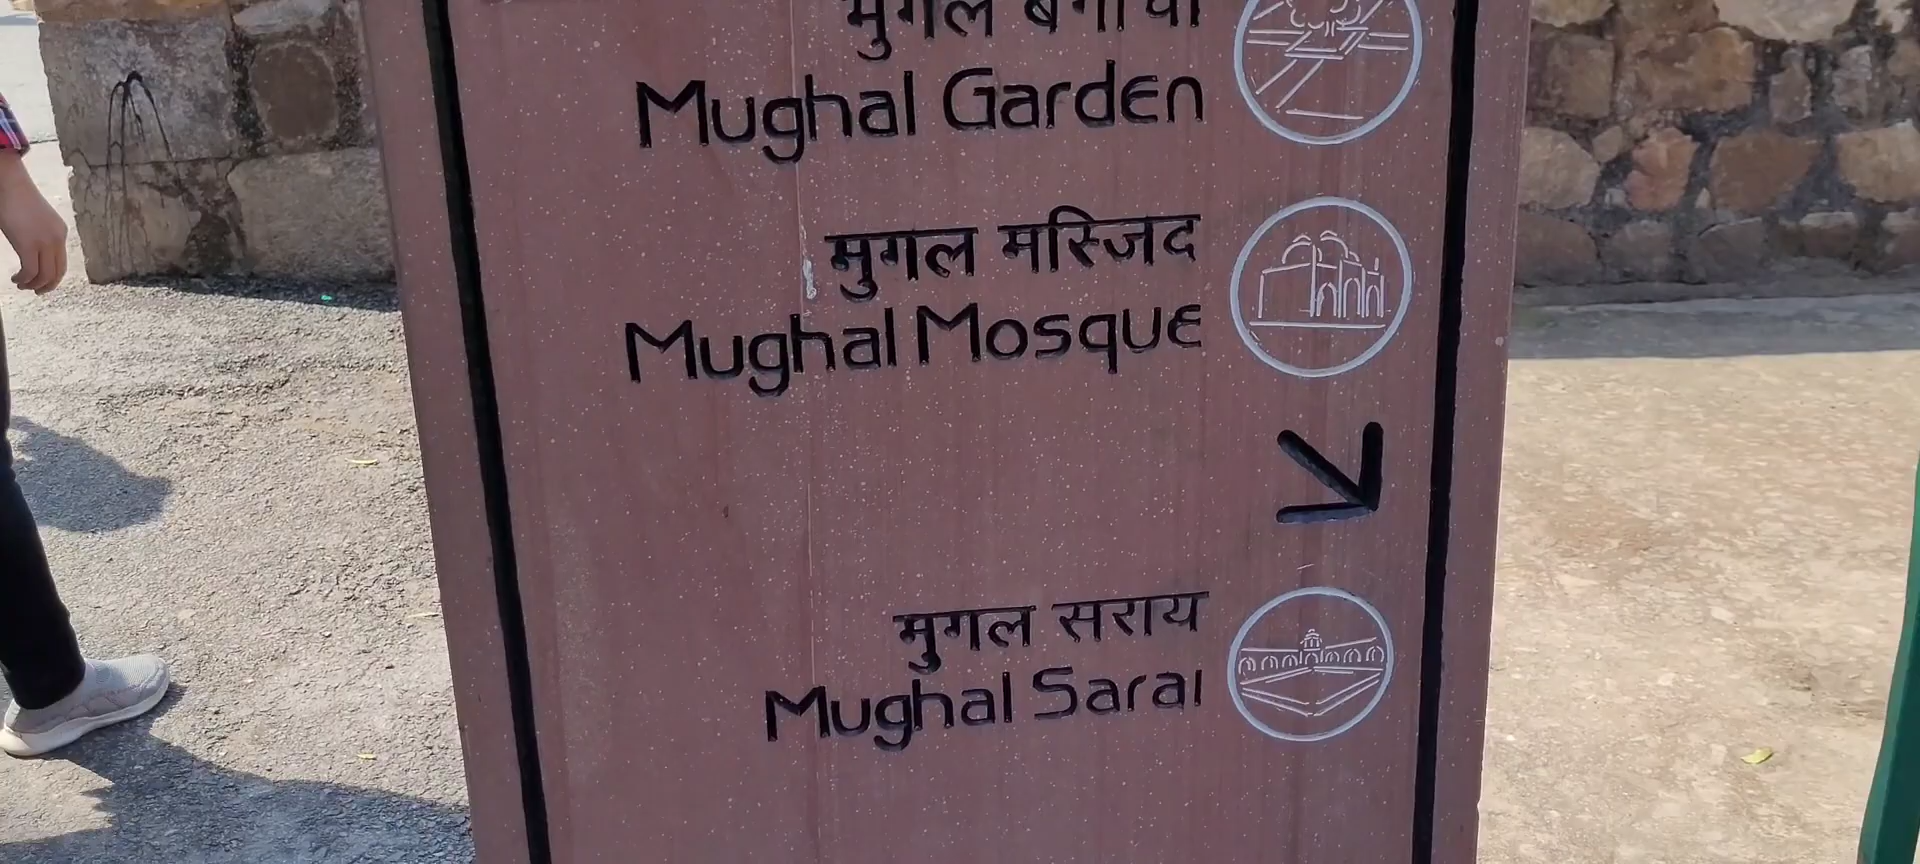 मुगल बगीचा
Mughal Garden
मुगल मस्जिद
Mughal Mosque
मुगल सराय
Mughal Sarai